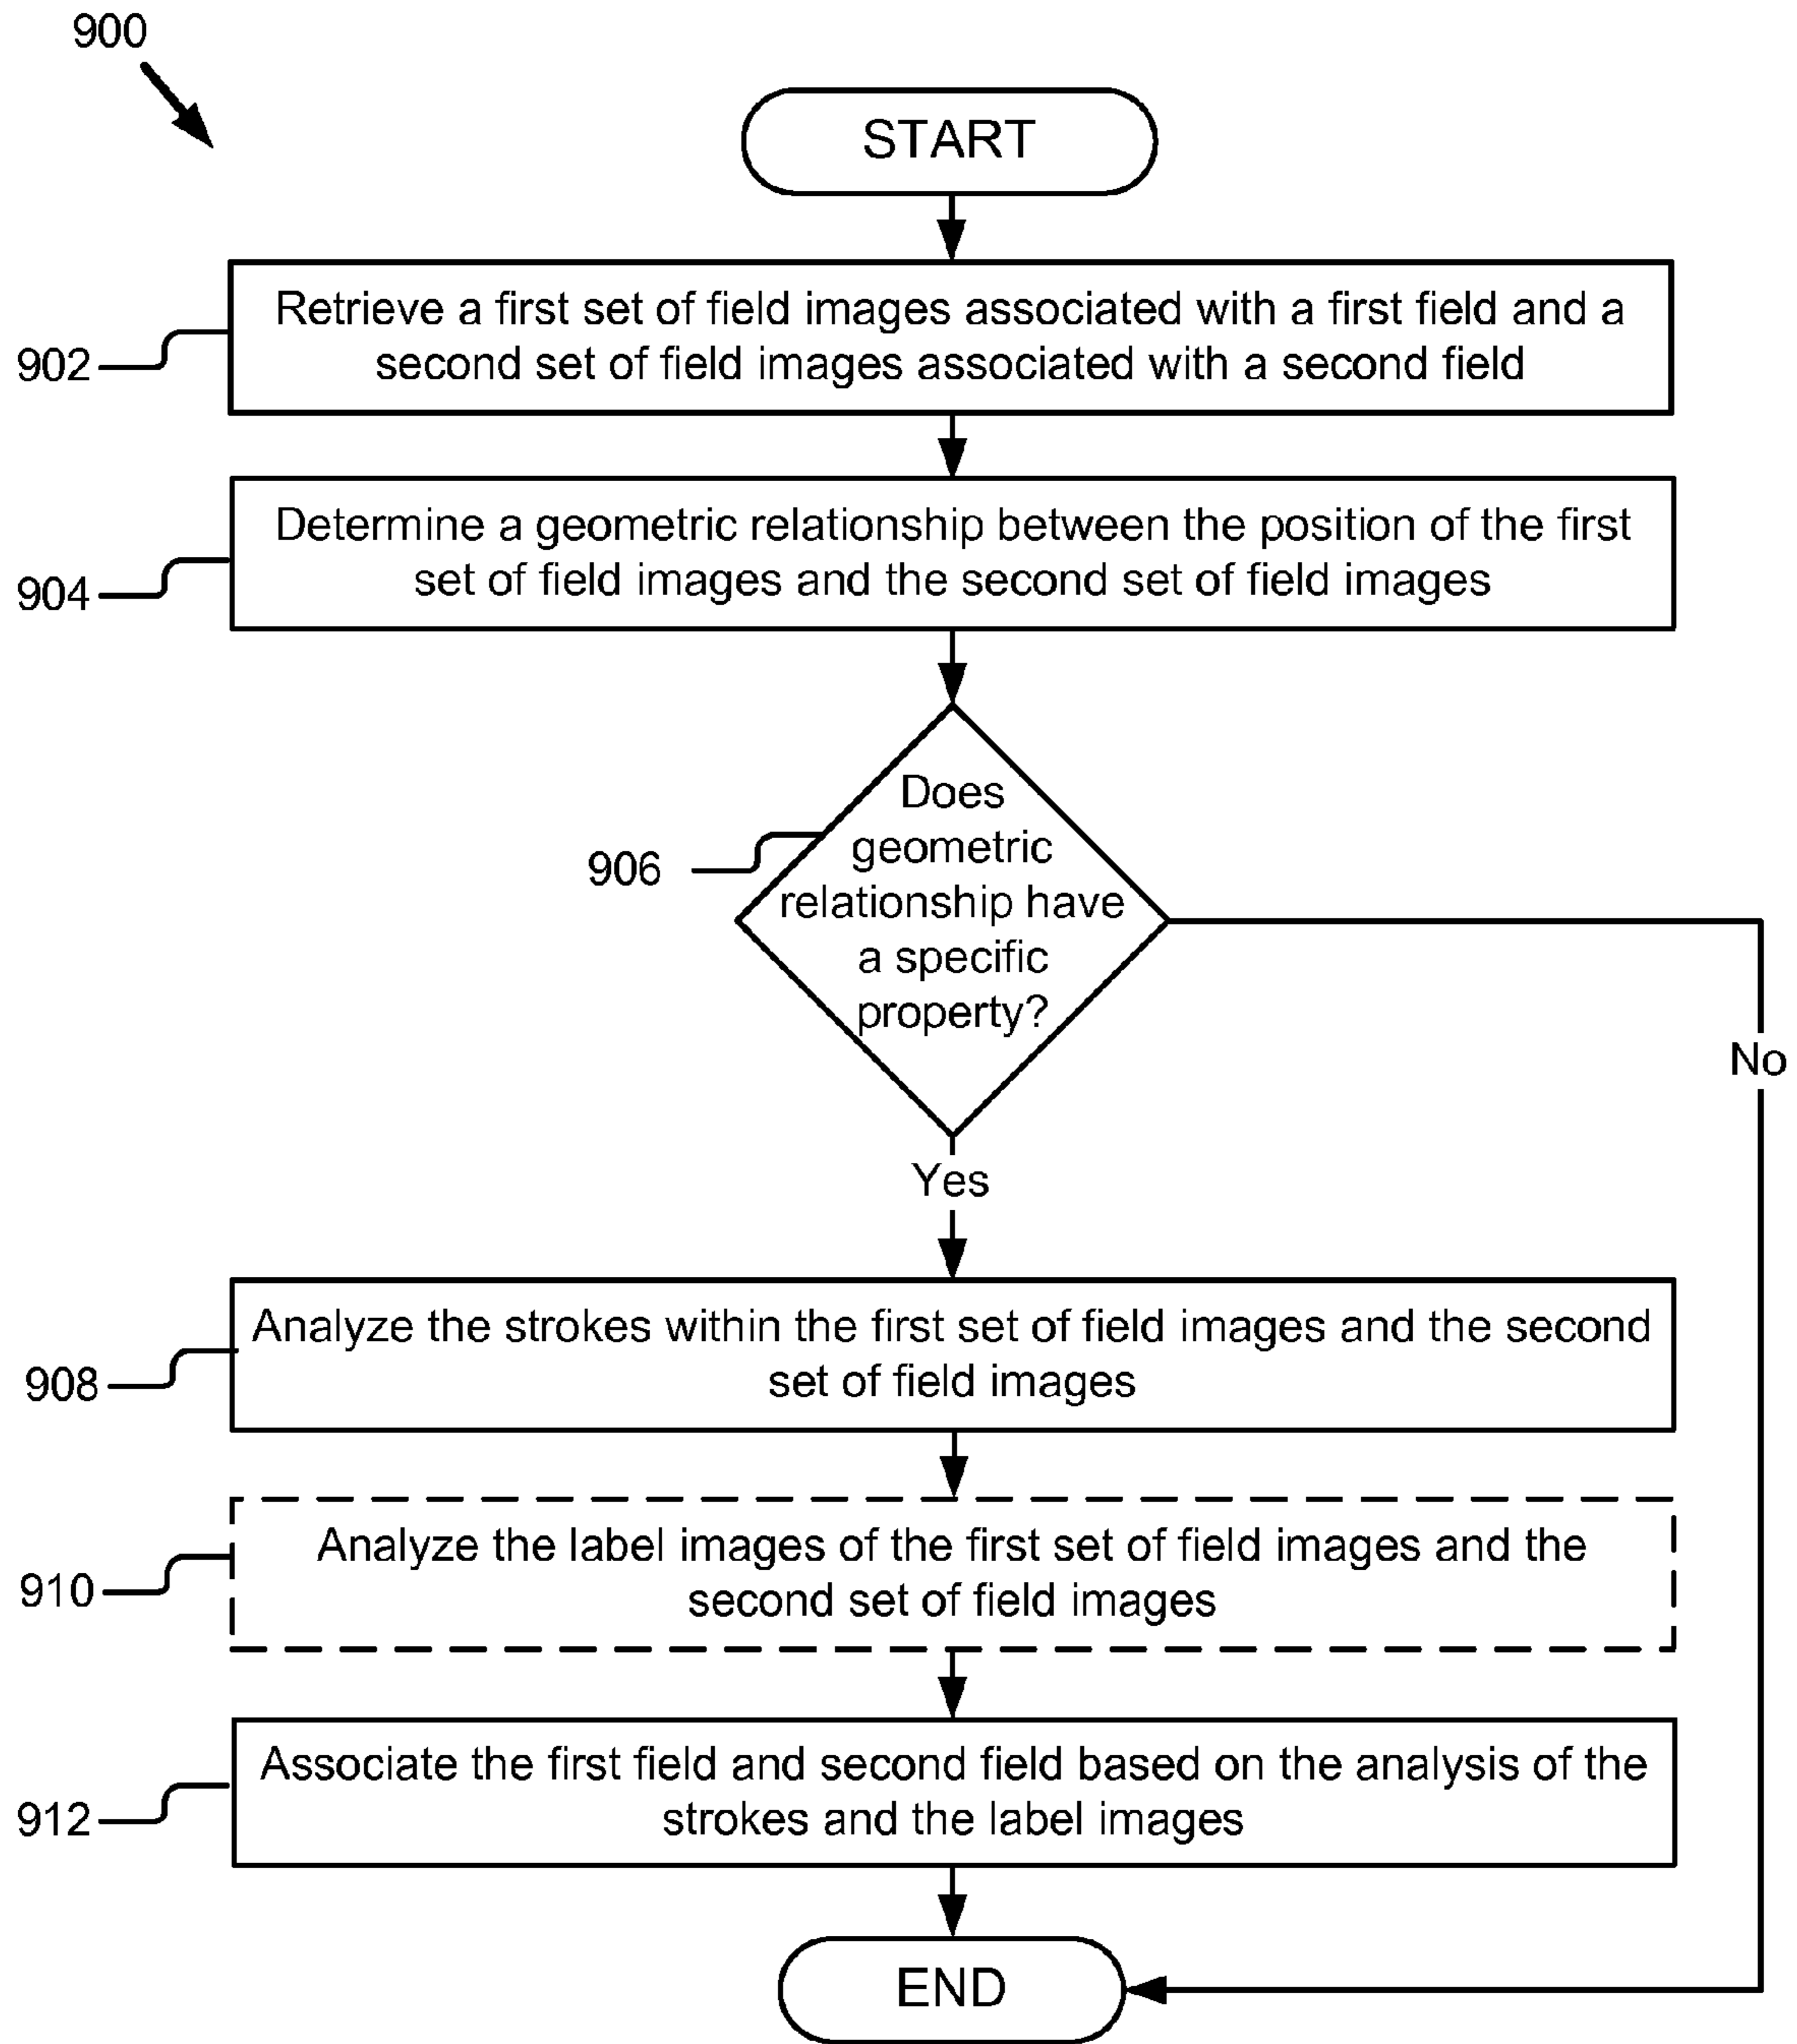 900
START
902
Retrieve a first set of field images associated with a first field and a
second set of field images associated with a second field
904
Determine a geometric relationship between the position of the first
set of field images and the second set of field images
906
Does
geometric
relationship have
a specific
property?
No
Yes
908
Analyze the strokes within the first set of field images and the second
set of field images
910
Analyze the label images of the first set of field images and the
second set of field images
912
Associate the first field and second field based on the analysis of the
strokes and the label images
END